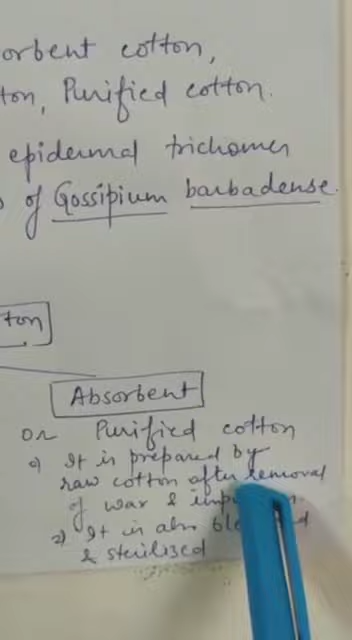 orbent cotton,
ton, Purified cotton.
epidermal trichomes
of Gossipium barbadense.
ton
Absorbent
or Purified cotton
1) It is prepared by
raw cotton after removal
of wax &
2) It is also
& sterilized